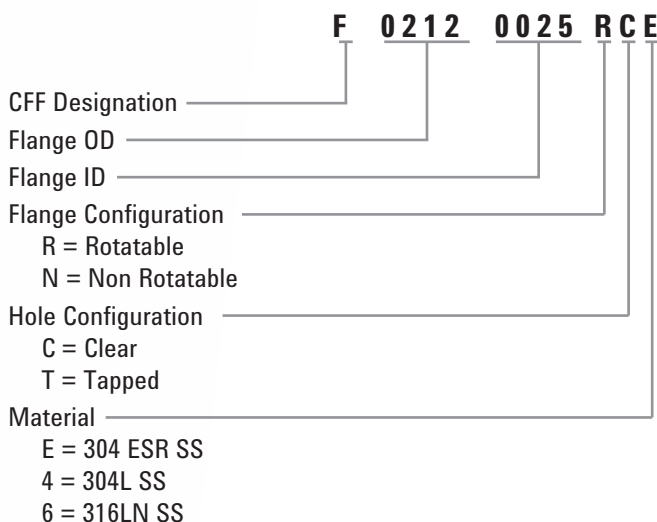 F 0212 0025 RCE
CFF Designation
Flange OD
Flange ID
Flange Configuration
R = Rotatable
N = Non Rotatable
Hole Configuration
C = Clear
T = Tapped
Material
E = 304 ESR SS
4 = 304L SS
6 = 316LN SS